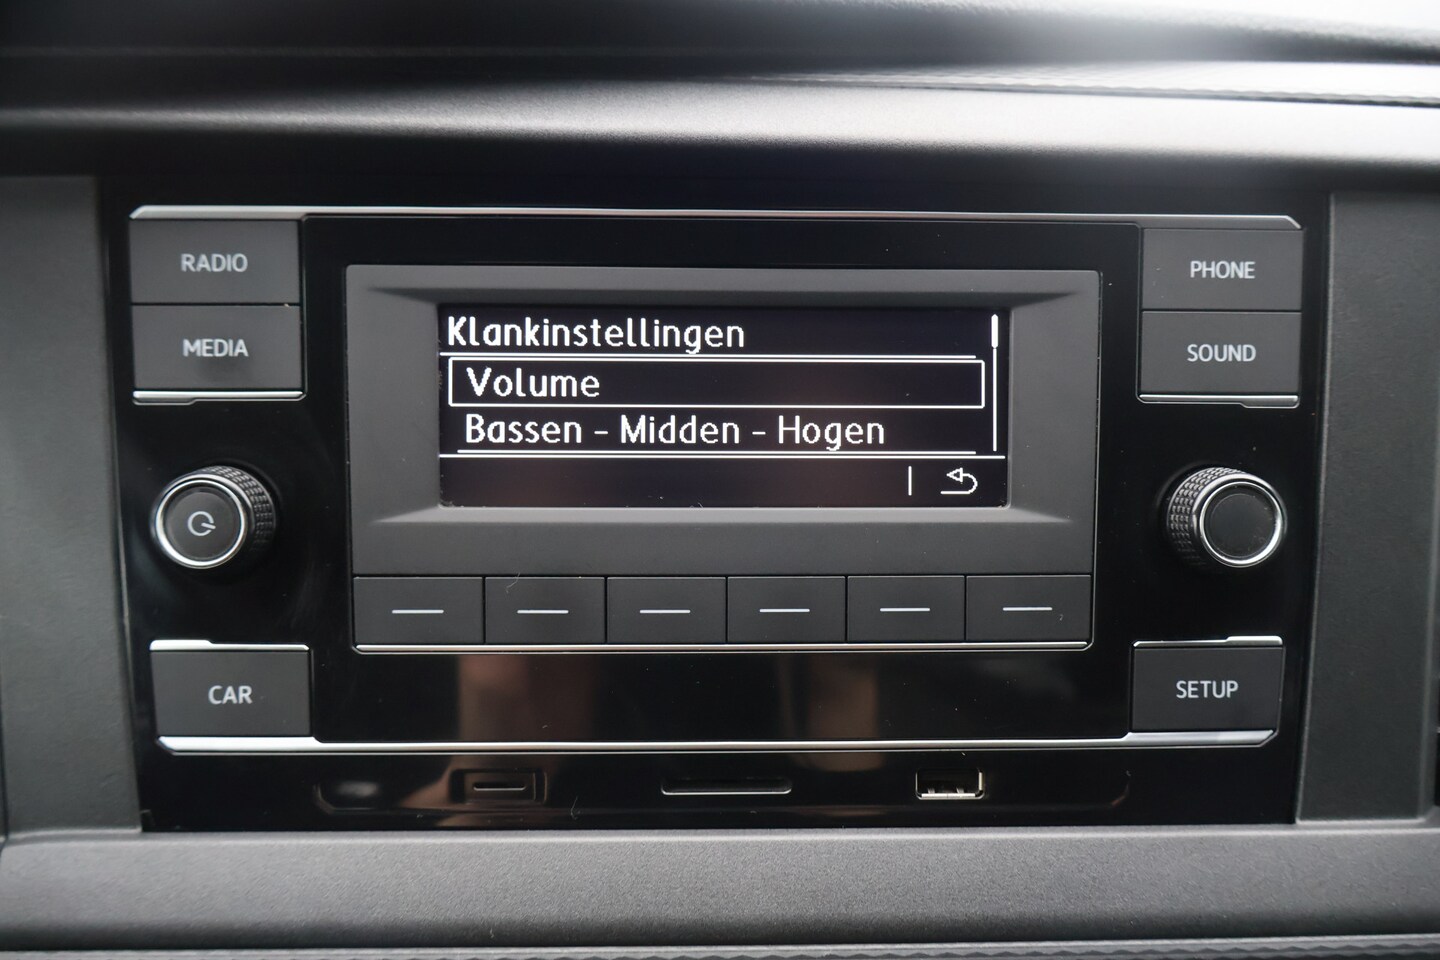 RADIO
MEDIA
Klankinstellingen
Volume
Bassen - Midden - Hogen
PHONE
SOUND
CAR
SETUP